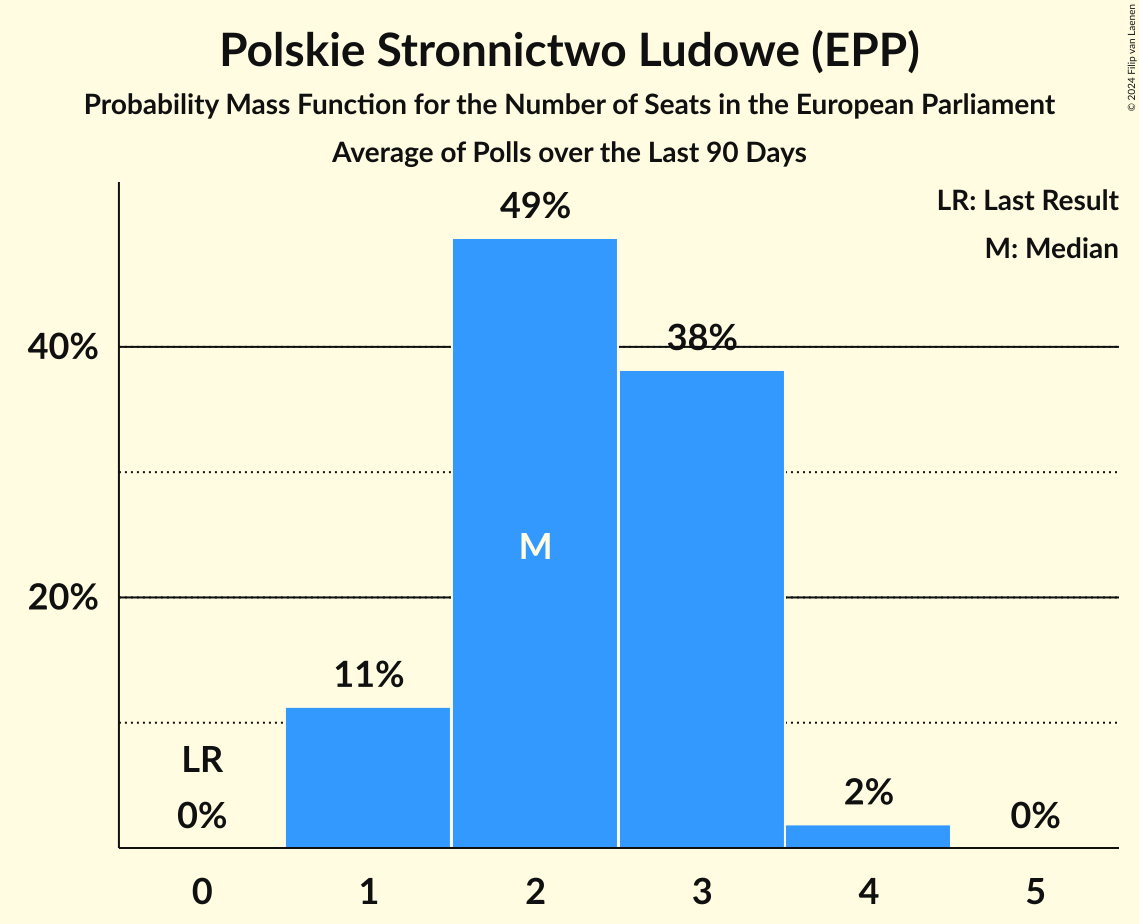 Polskie Stronnictwo Ludowe (EPP)
Probability Mass Function for the Number of Seats in the European Parliament
Average of Polls over the Last 90 Days
© 2024 Filip van Laenen
LR: Last Result
M: Median
49%
38%
40%
M
20%
11%
LR
0%
2%
0%
0 1 2 3 4 5